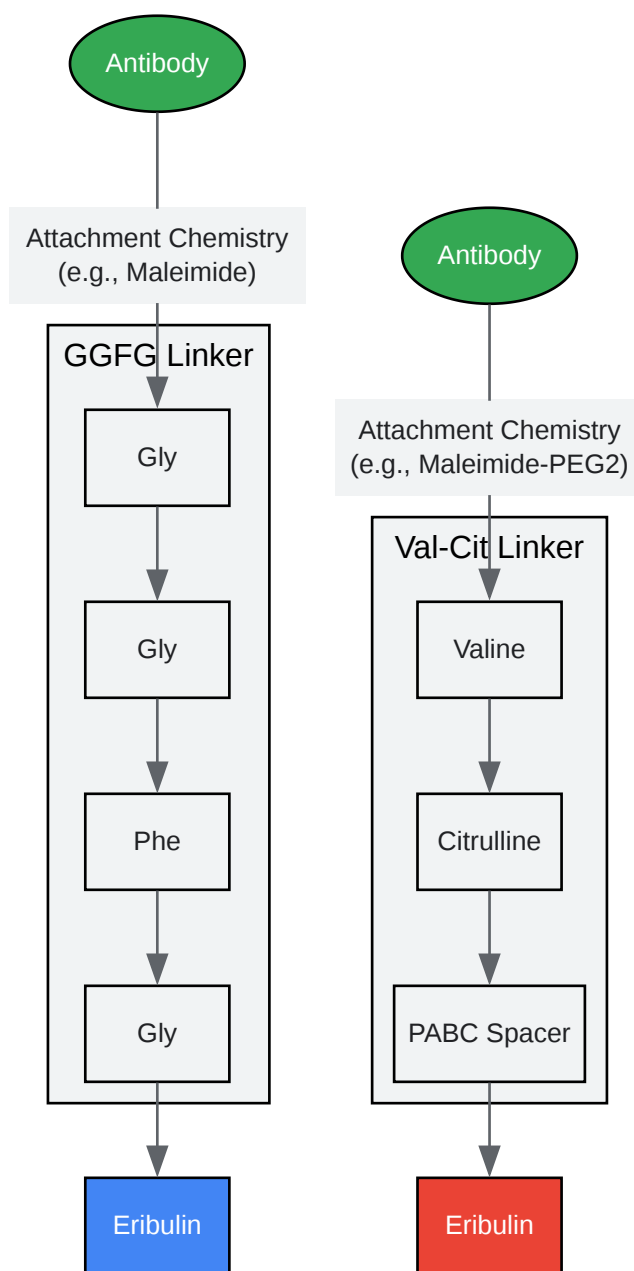 Antibody
Attachment Chemistry
(e.g., Maleimide)
GGFG Linker
Gly
Gly
Phe
Gly
Eribulin
Antibody
Attachment Chemistry
(e.g., Maleimide-PEG2)
Val-Cit Linker
Valine
Citrulline
PABC Spacer
Eribulin